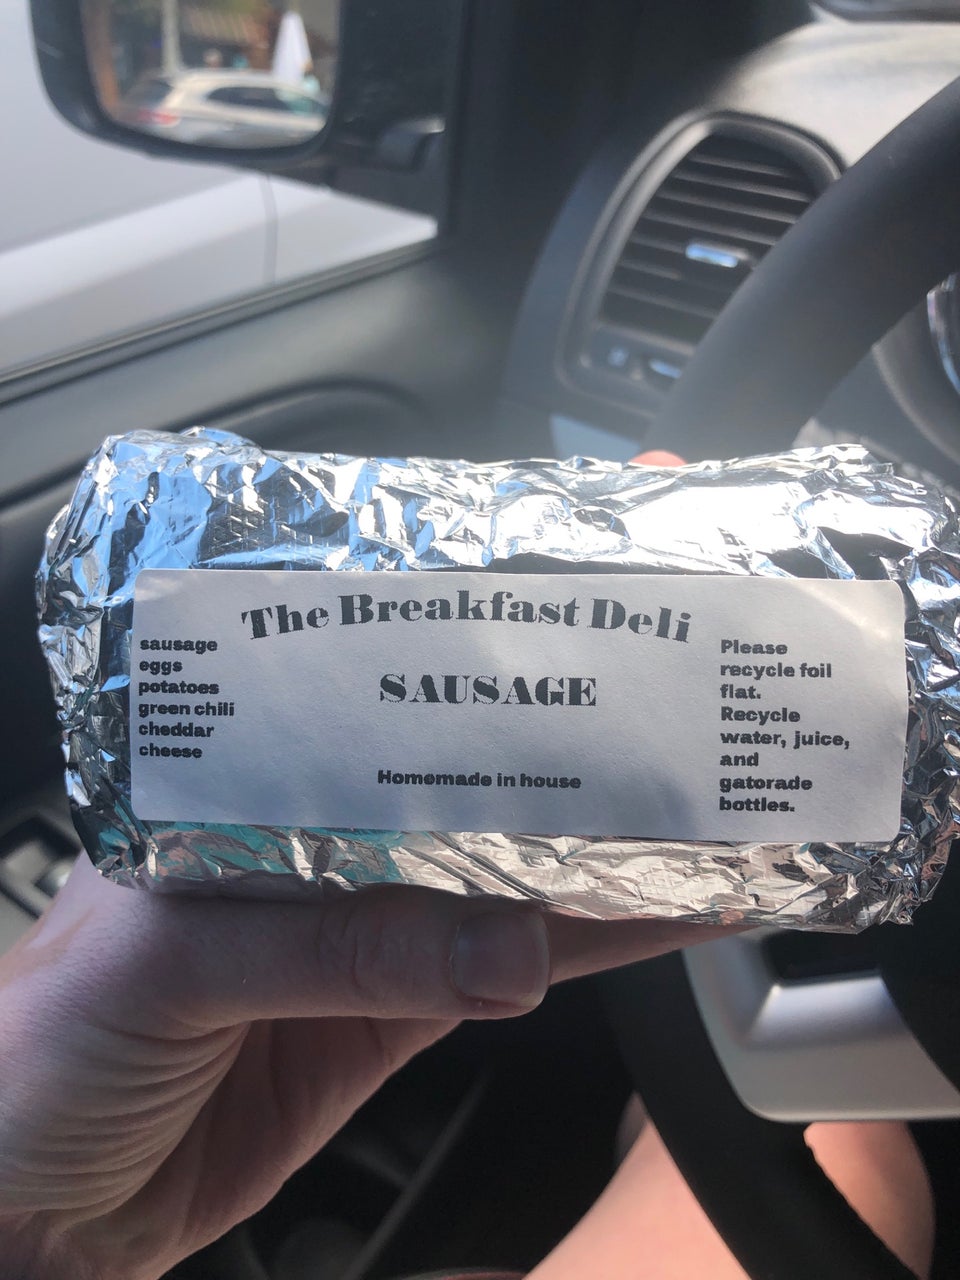 The Breakfast Deli
sausage
eggs
potatoes
green chili
cheddar
cheese
SAUSAGE
Homemade in house
Please
recycle foil
flat.
Recycle
water, juice,
and
gatorade
bottles.